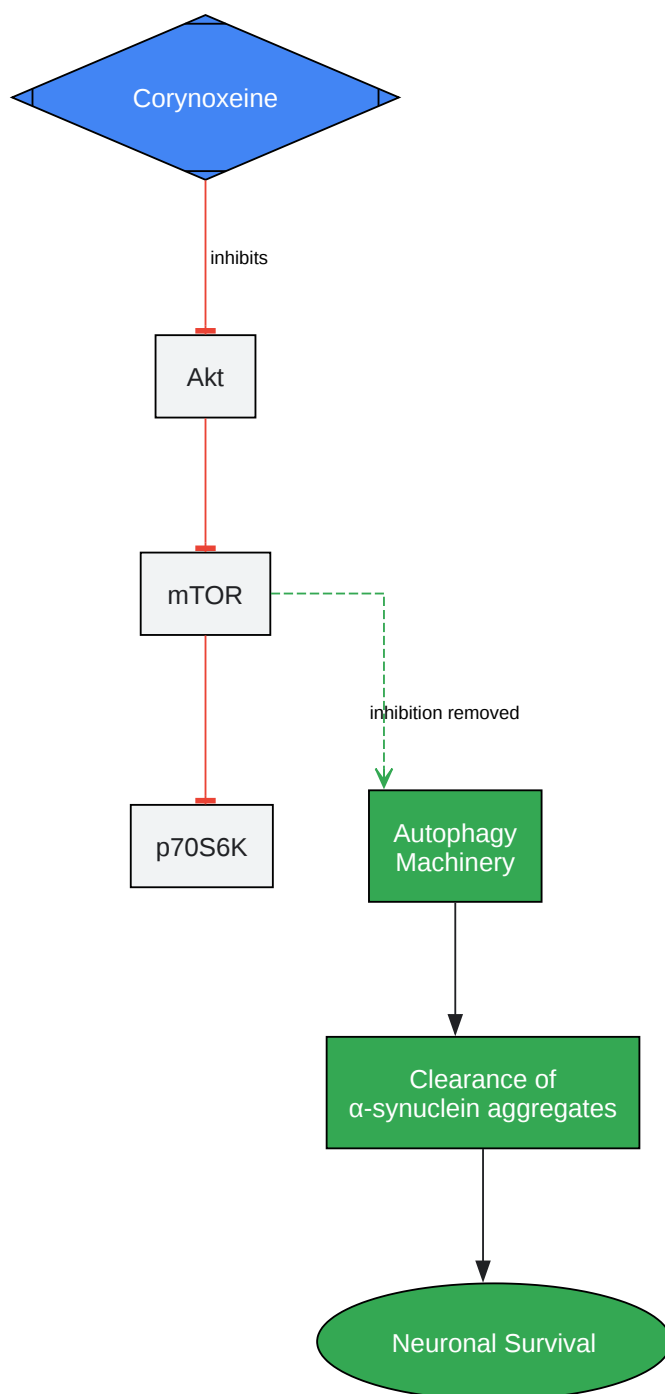 Corynoxeine
inhibits
Akt
mTOR
inhibition removed
p70S6K
Autophagy
Machinery
Clearance of
α-synuclein aggregates
Neuronal Survival